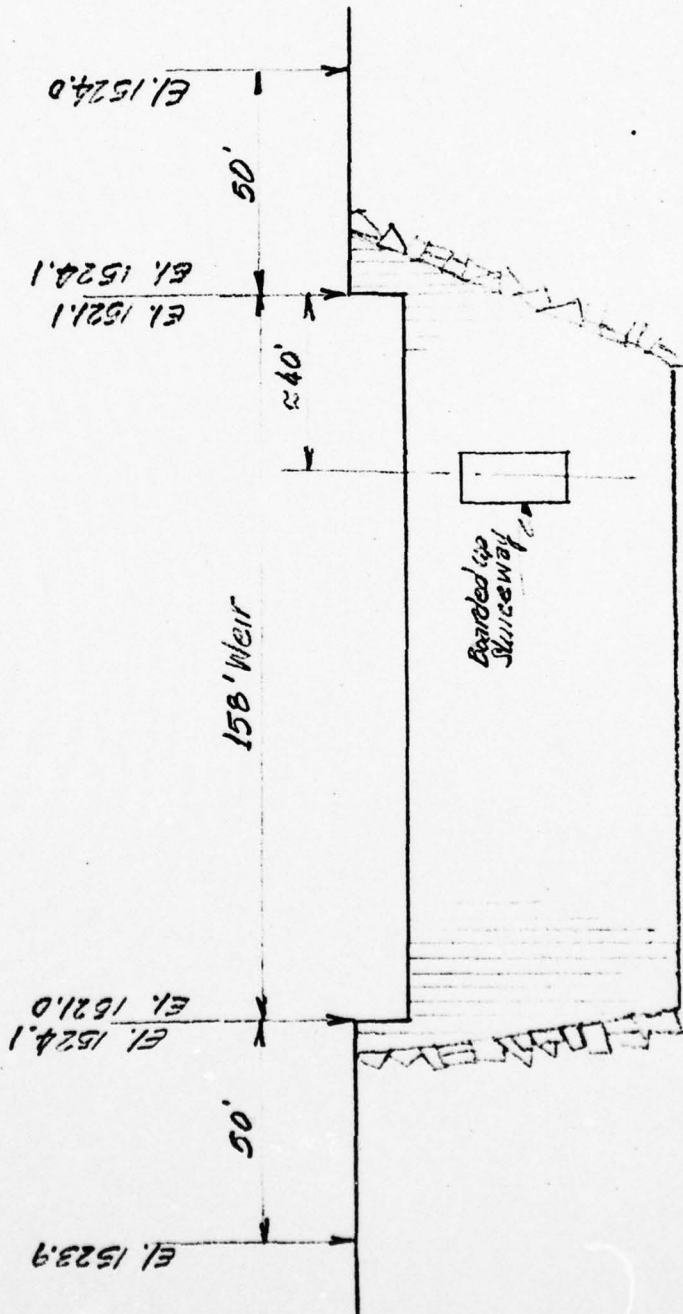 El. 1523.9
50'
El. 1524.1
El. 1521.0
158' Weir
El. 1521.1
El. 1524.1
≈40'
50'
El. 1524.0
Boarded up
Sluiceway